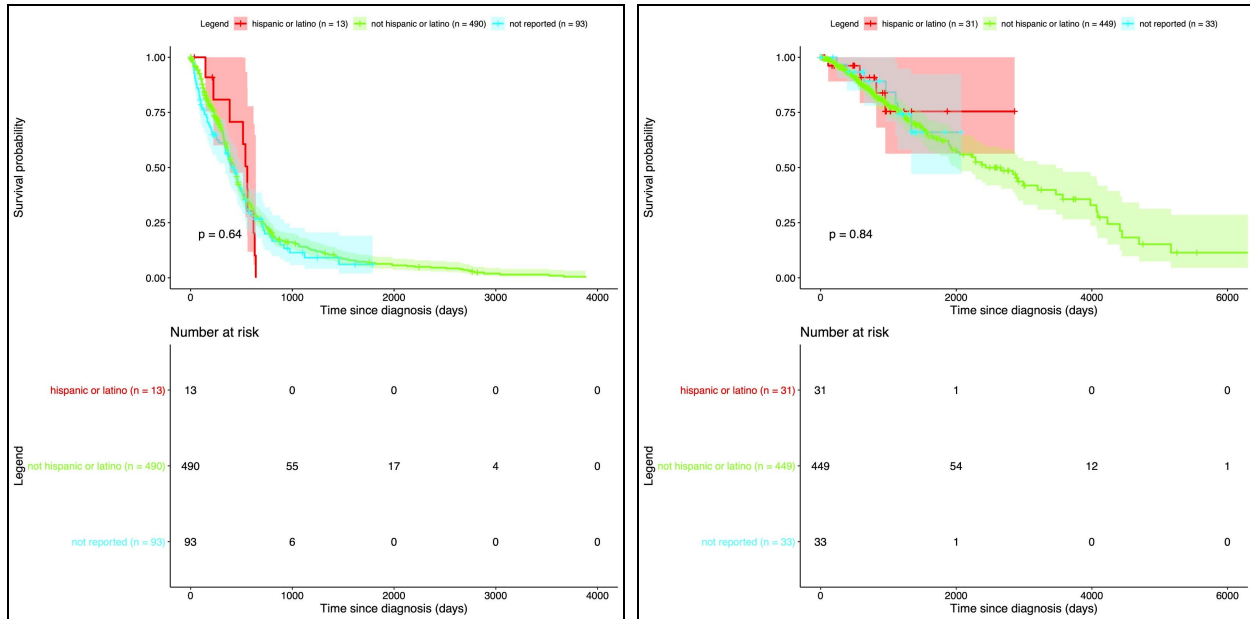 Legend hispanic or latino (n = 13) not hispanic or latino (n = 490) not reported (n = 93)
1.00
0.75
0.50
0.25
0.00
Survival probability
p = 0.64
0 1000 2000 3000 4000
Time since diagnosis (days)
Number at risk
Legend
hispanic or latino (n = 13) 13 0 0 0 0
not hispanic or latino (n = 490) 490 55 17 4 0
not reported (n = 93) 93 6 0 0 0
0 1000 2000 3000 4000
Time since diagnosis (days)
Legend hispanic or latino (n = 31) not hispanic or latino (n = 449) not reported (n = 33)
1.00
0.75
0.50
0.25
0.00
Survival probability
p = 0.84
0 2000 4000 6000
Time since diagnosis (days)
Number at risk
Legend
hispanic or latino (n = 31) 31 1 0 0
not hispanic or latino (n = 449) 449 54 12 1
not reported (n = 33) 33 1 0 0
0 2000 4000 6000
Time since diagnosis (days)